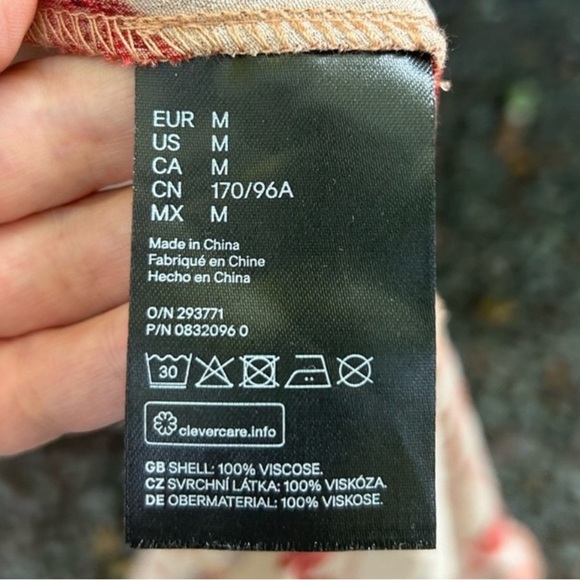 EUR M
US M
CA M
CN 170/96A
MX M
Made in China
Fabriqué en Chine
Hecho en China
O/N 293771
P/N 0832096 0
30
clevercare.info
GB SHELL: 100% VISCOSE.
CZ SVRCHNÍ LÁTKA: 100% VISKÓZA.
DE OBERMATERIAL: 100% VISKOSE.